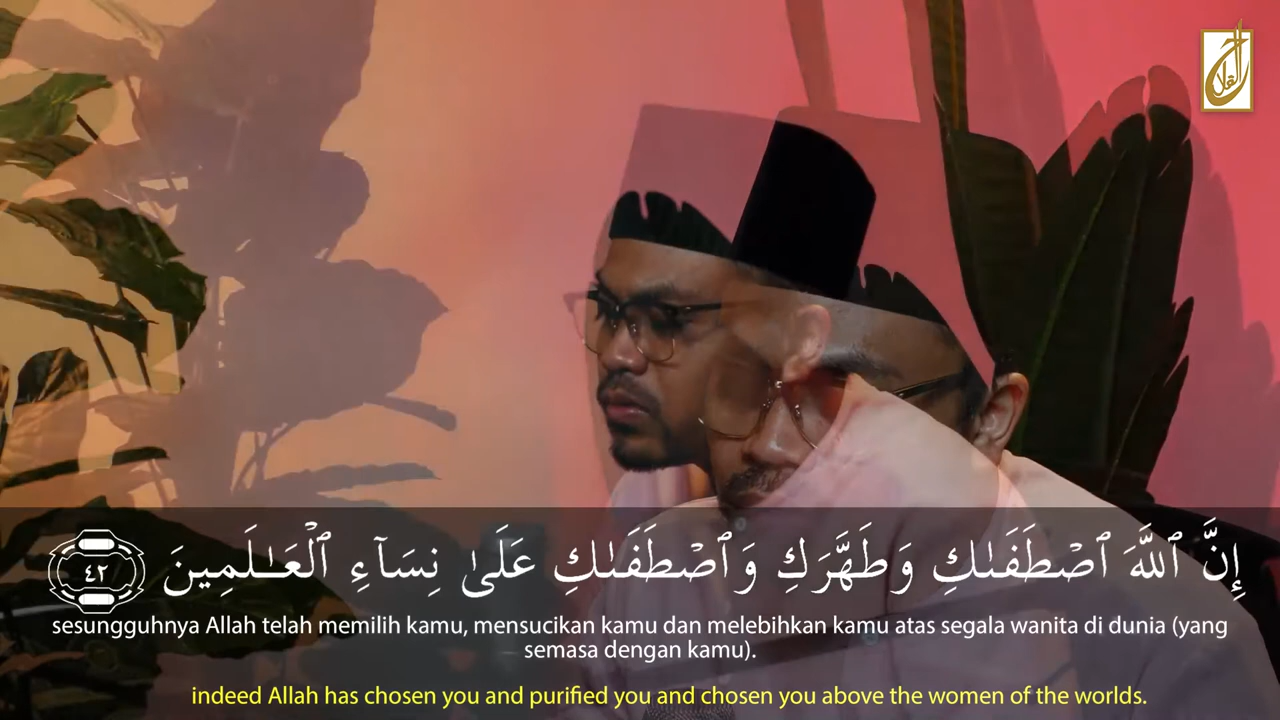 العلاج
إِنَّ ٱللَّهَ ٱصْطَفَىٰكِ وَطَهَّرَكِ وَٱصْطَفَىٰكِ عَلَىٰ نِسَآءِ ٱلْعَـٰلَمِينَ ٤٢
sesungguhnya Allah telah memilih kamu, mensucikan kamu dan melebihkan kamu atas segala wanita di dunia (yang
semasa dengan kamu).
indeed Allah has chosen you and purified you and chosen you above the women of the worlds.